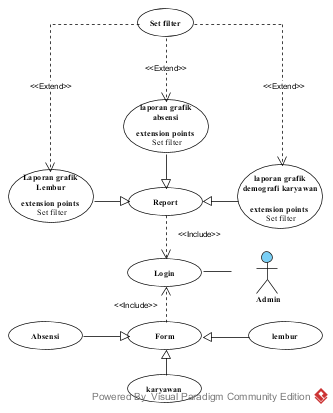 Set filter
<<Extend>>
<<Extend>>
<<Extend>>
laporan grafik
absensi
extension points
Set filter
Laporan grafik
Lembur
extension points
Set filter
laporan grafik
demografi karyawan
extension points
Set filter
Report
<<Include>>
Login
Admin
<<Include>>
Absensi
Form
lembur
karyawan
Powered By Visual Paradigm Community Edition